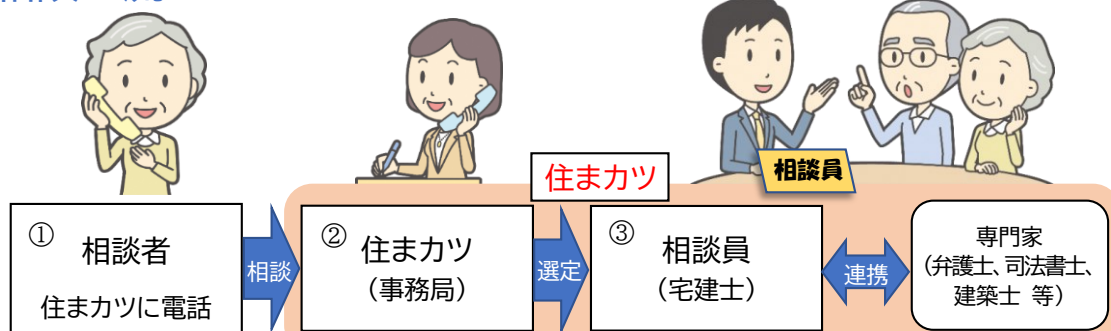 住まカツ
相談員
①
相談者
住まカツに電話
相談
②
住まカツ
（事務局）
選定
③
相談員
（宅建士）
連携
専門家
（弁護士、司法書士、
建築士 等）